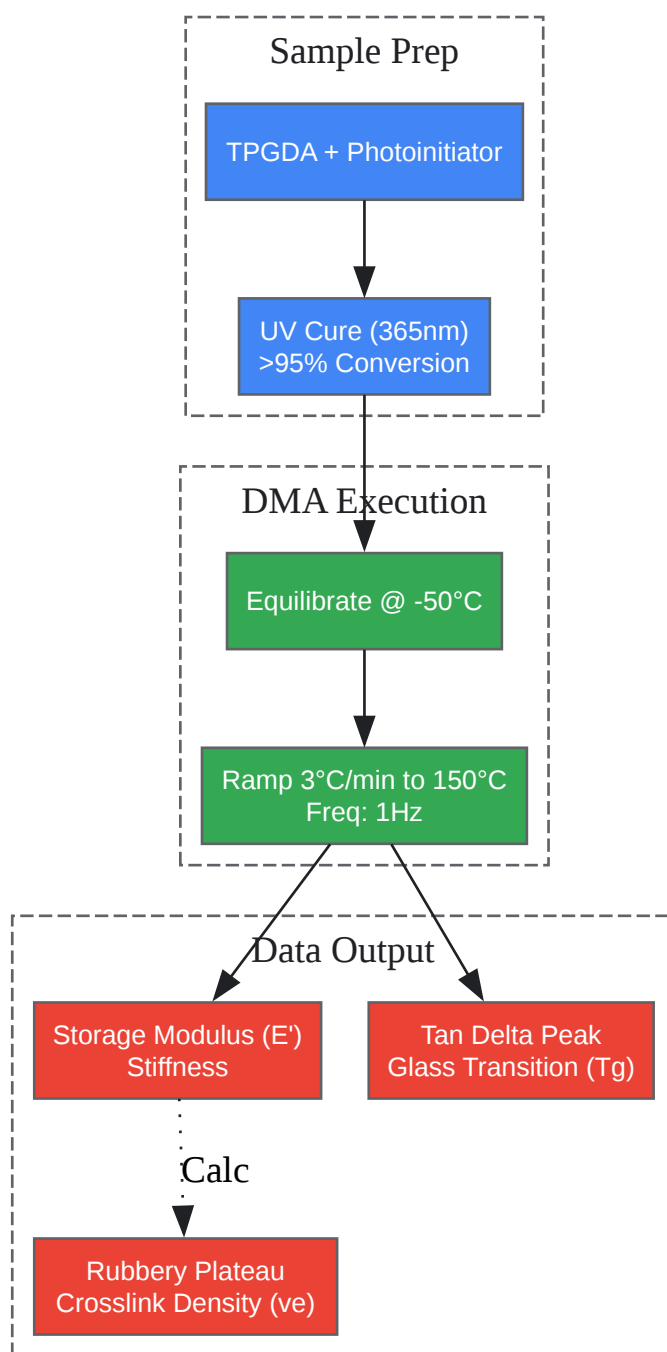 Sample Prep
TPGDA + Photoinitiator
UV Cure (365nm)
>95% Conversion
DMA Execution
Equilibrate @ -50°C
Ramp 3°C/min to 150°C
Freq: 1Hz
Data Output
Storage Modulus (E')
Stiffness
Tan Delta Peak
Glass Transition (Tg)
Calc
Rubbery Plateau
Crosslink Density (ve)